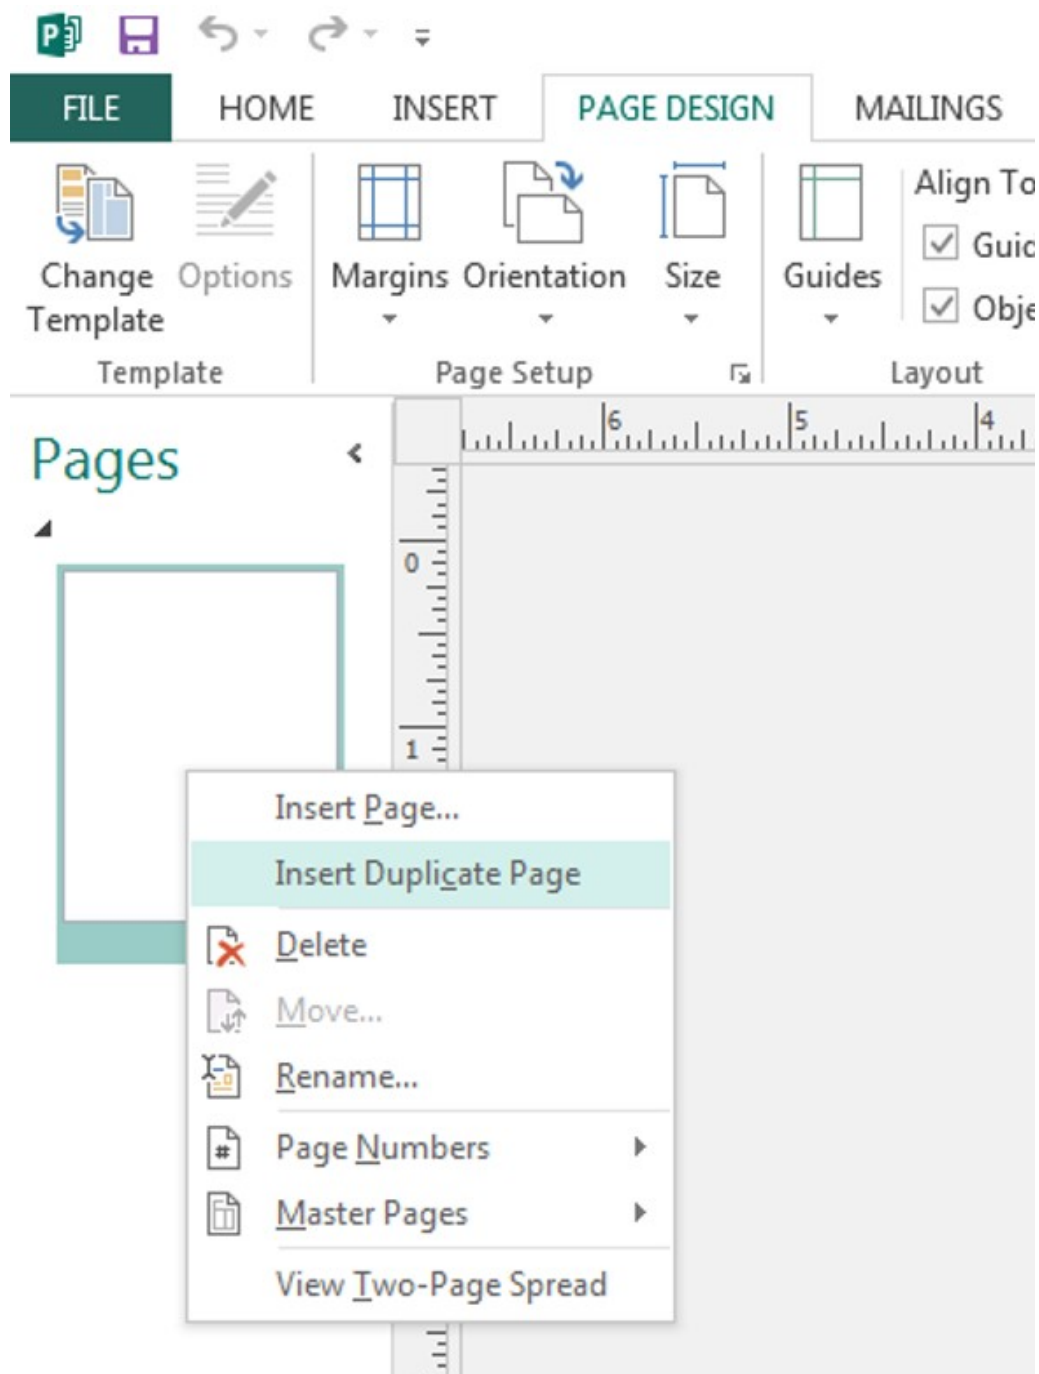 FILE HOME INSERT PAGE DESIGN MAILINGS
Change Template
Options
Margins
Orientation
Size
Guides
Align To
Template
Page Setup
Layout
Pages
6 5 4
0
1
Insert Page...
Insert Duplicate Page
Delete
Move...
Rename...
Page Numbers
Master Pages
View Two-Page Spread